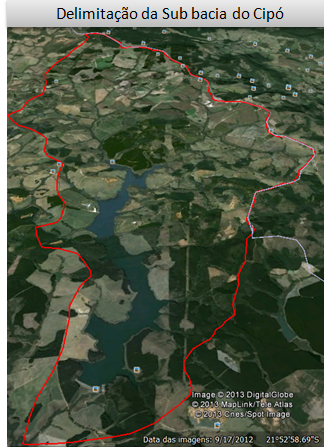 Delimitação da Sub bacia do Cipó
Image © 2013 DigitalGlobe
© 2013 MapLink/Tele Atlas
© 2013 Cnes/Spot Image
Data das imagens: 9/17/2012 21°52'58.69"S